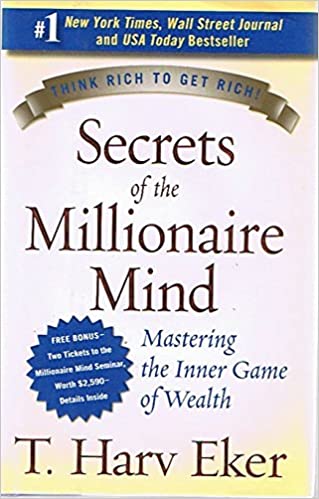 #1 New York Times, Wall Street Journal
and USA Today Bestseller
THINK RICH TO GET RICH!
Secrets
of the
Millionaire
Mind
FREE BONUS–
Two Tickets to the
Millionaire Mind Seminar,
Worth $2,590–
Details Inside
Mastering
the Inner Game
of Wealth
T. Harv Eker